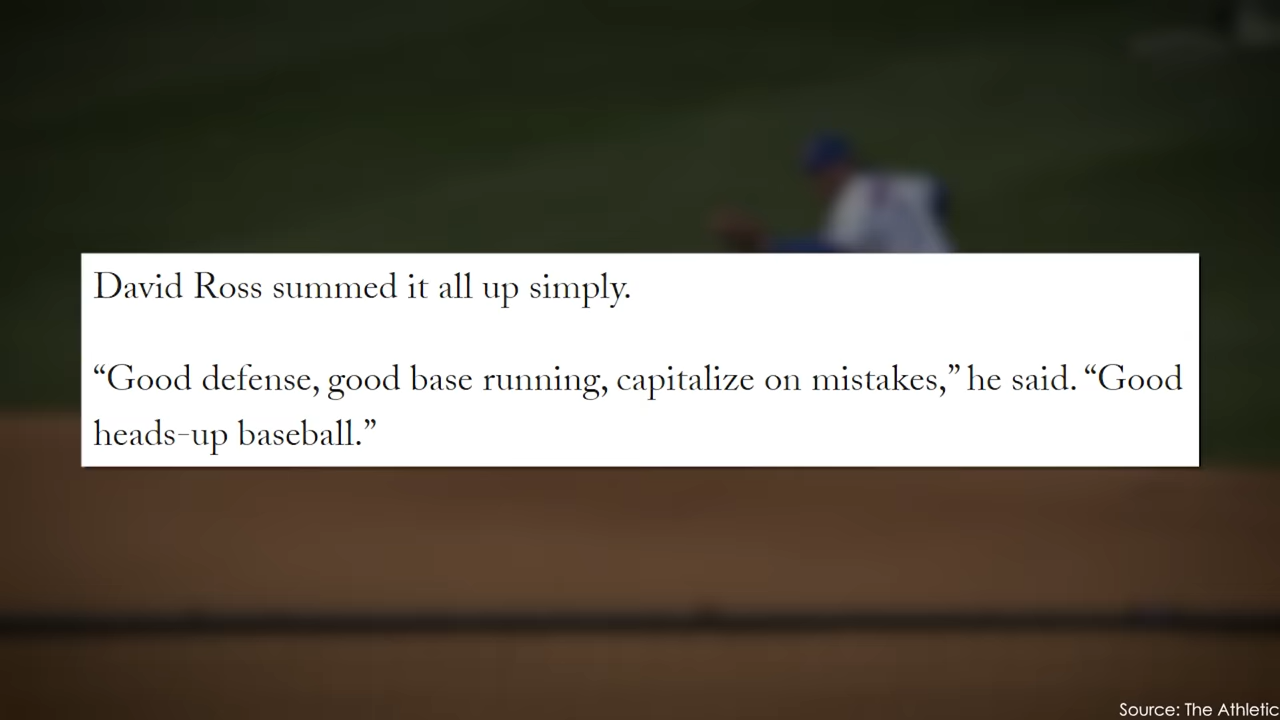 David Ross summed it all up simply.
“Good defense, good base running, capitalize on mistakes,” he said. “Good
heads-up baseball.”
Source: The Athletic